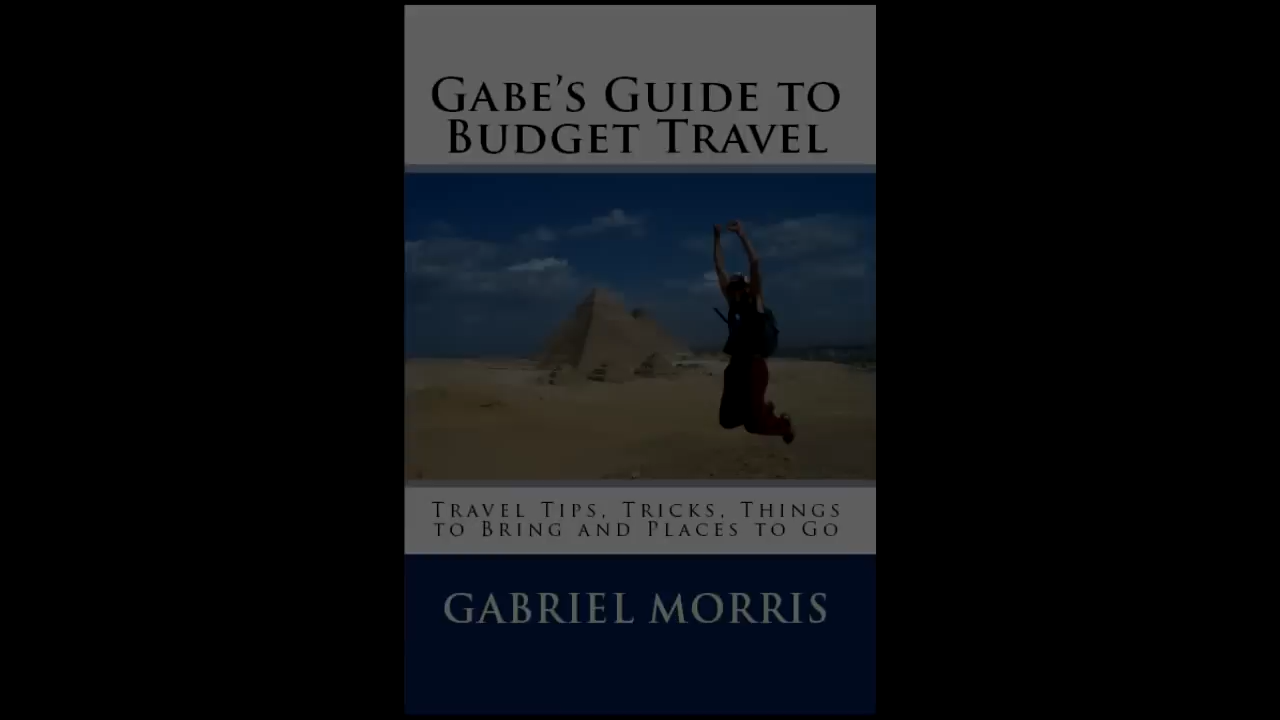 Gabe's Guide to
Budget Travel
Travel Tips, Tricks, Things
to Bring and Places to Go
GABRIEL MORRIS